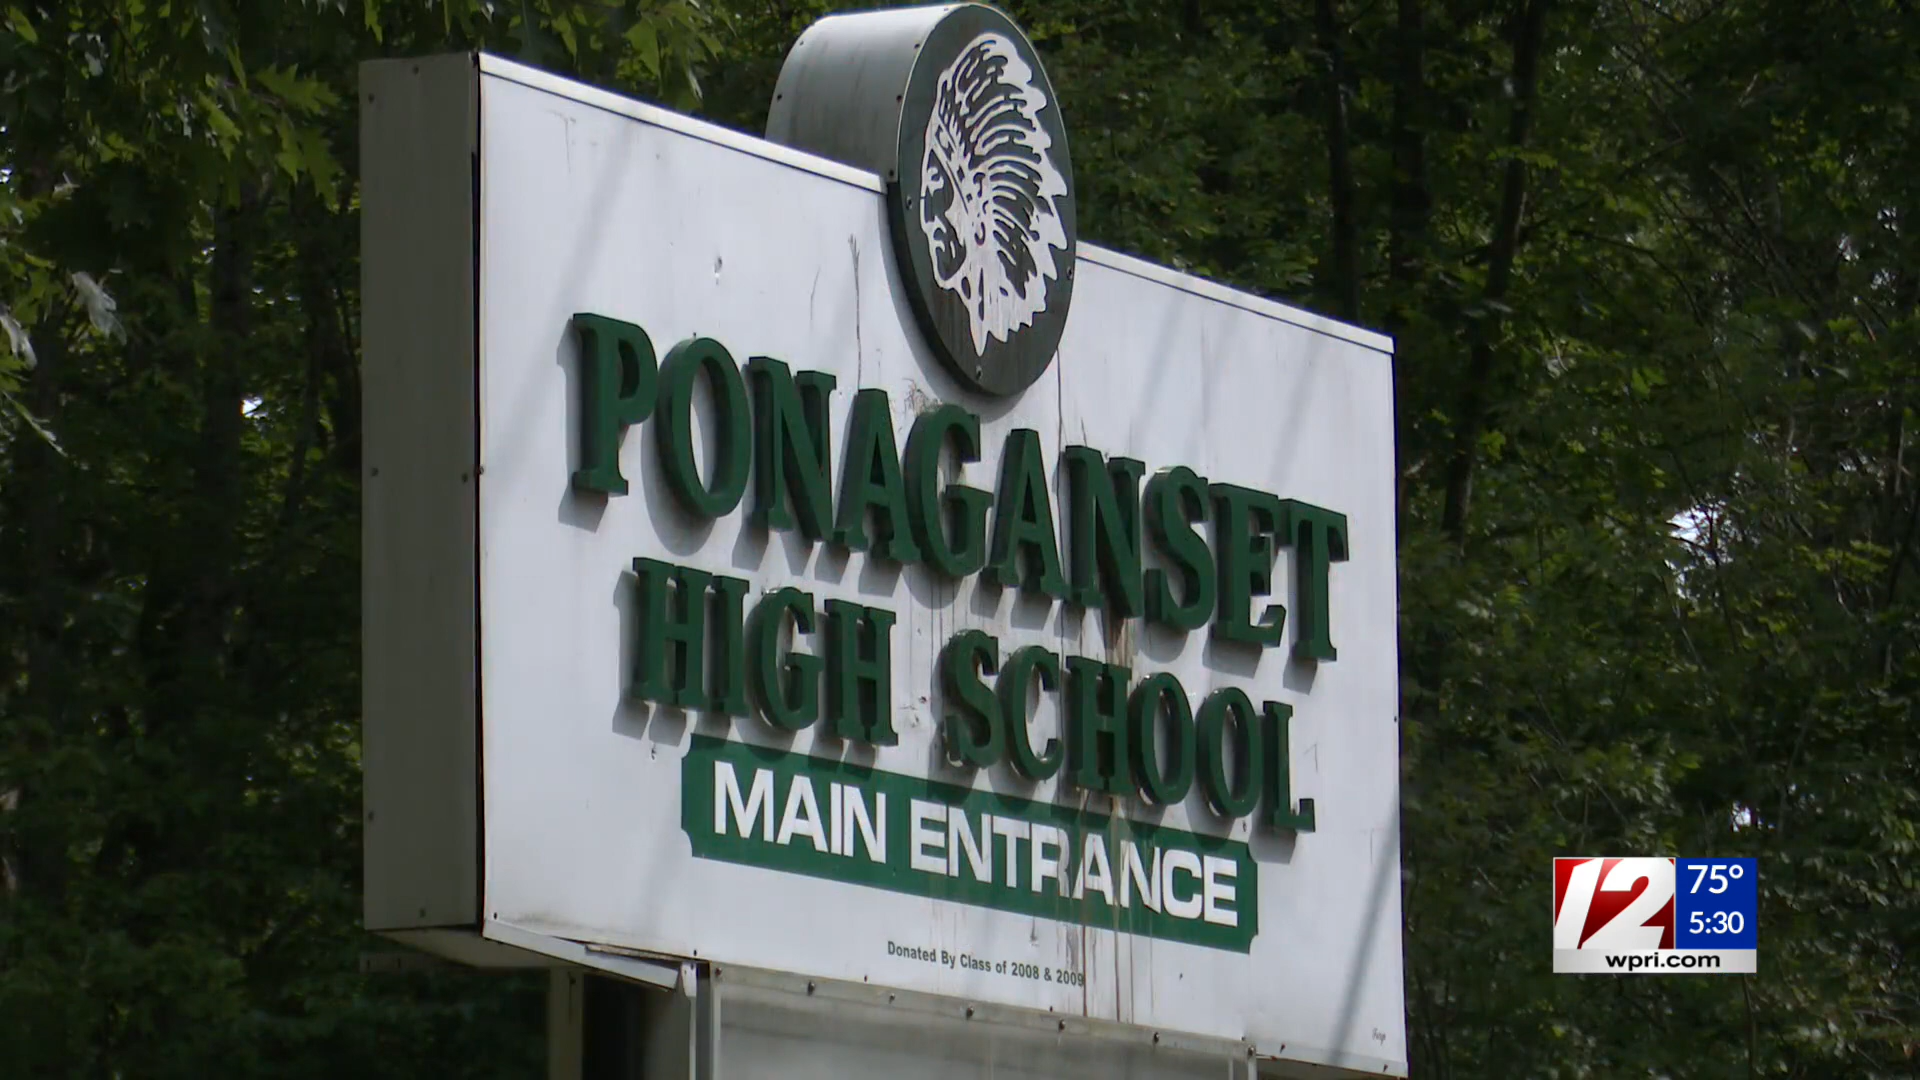 PONAGANSET
HIGH SCHOOL
MAIN ENTRANCE
Donated By Class of 2008 & 2009
12
75°
5:30
wpri.com